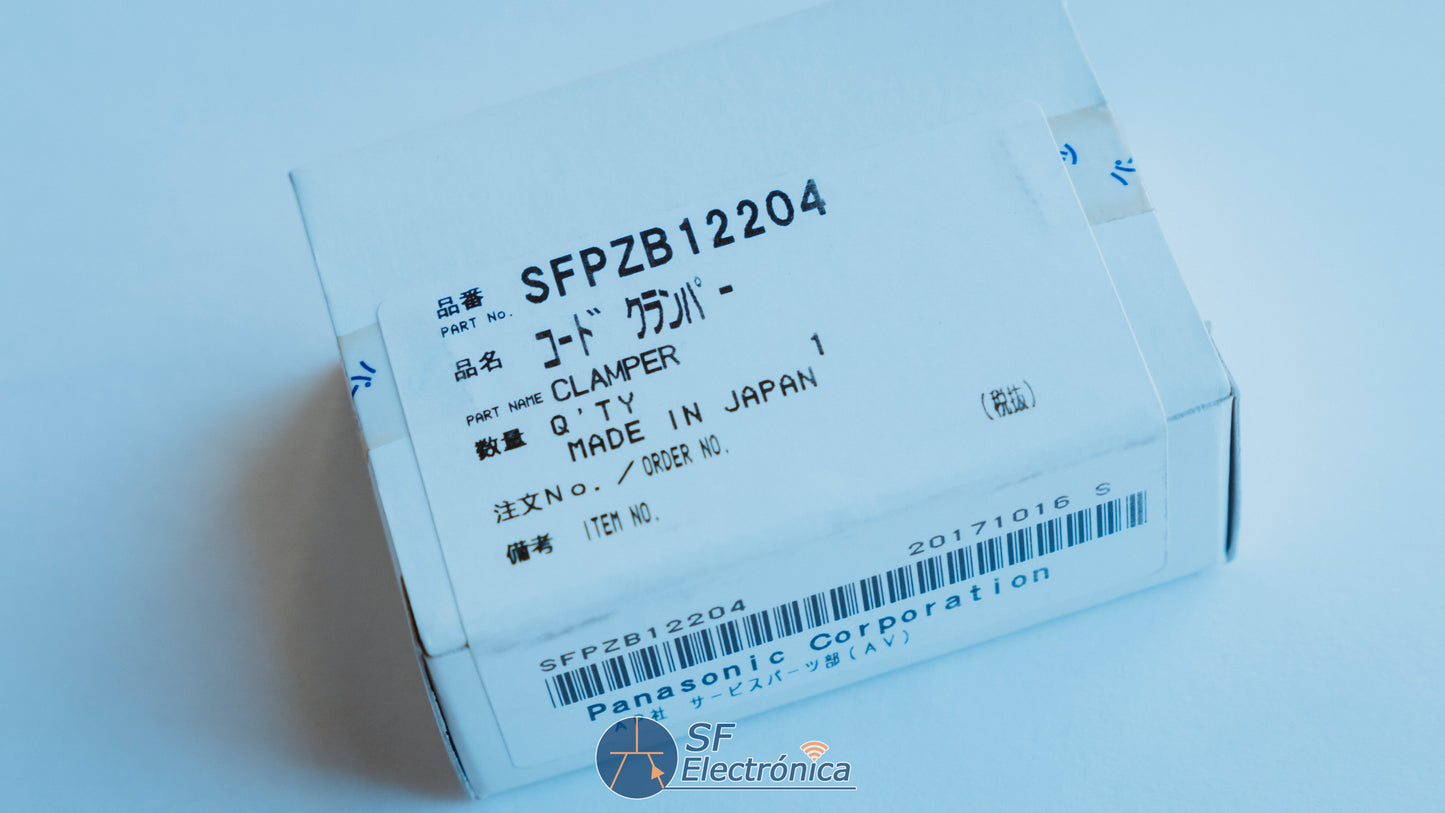 品番 SFPZB12204
PART No.
品名 コード クランパー
PART NAME CLAMPER
数量 Q'TY 1
MADE IN JAPAN
(税抜)
注文No./ORDER NO.
備考 ITEM NO.
20171016 S
SFPZB12204
Panasonic Corporation
社 サービスパーツ部(AV)
SF
Electrónica